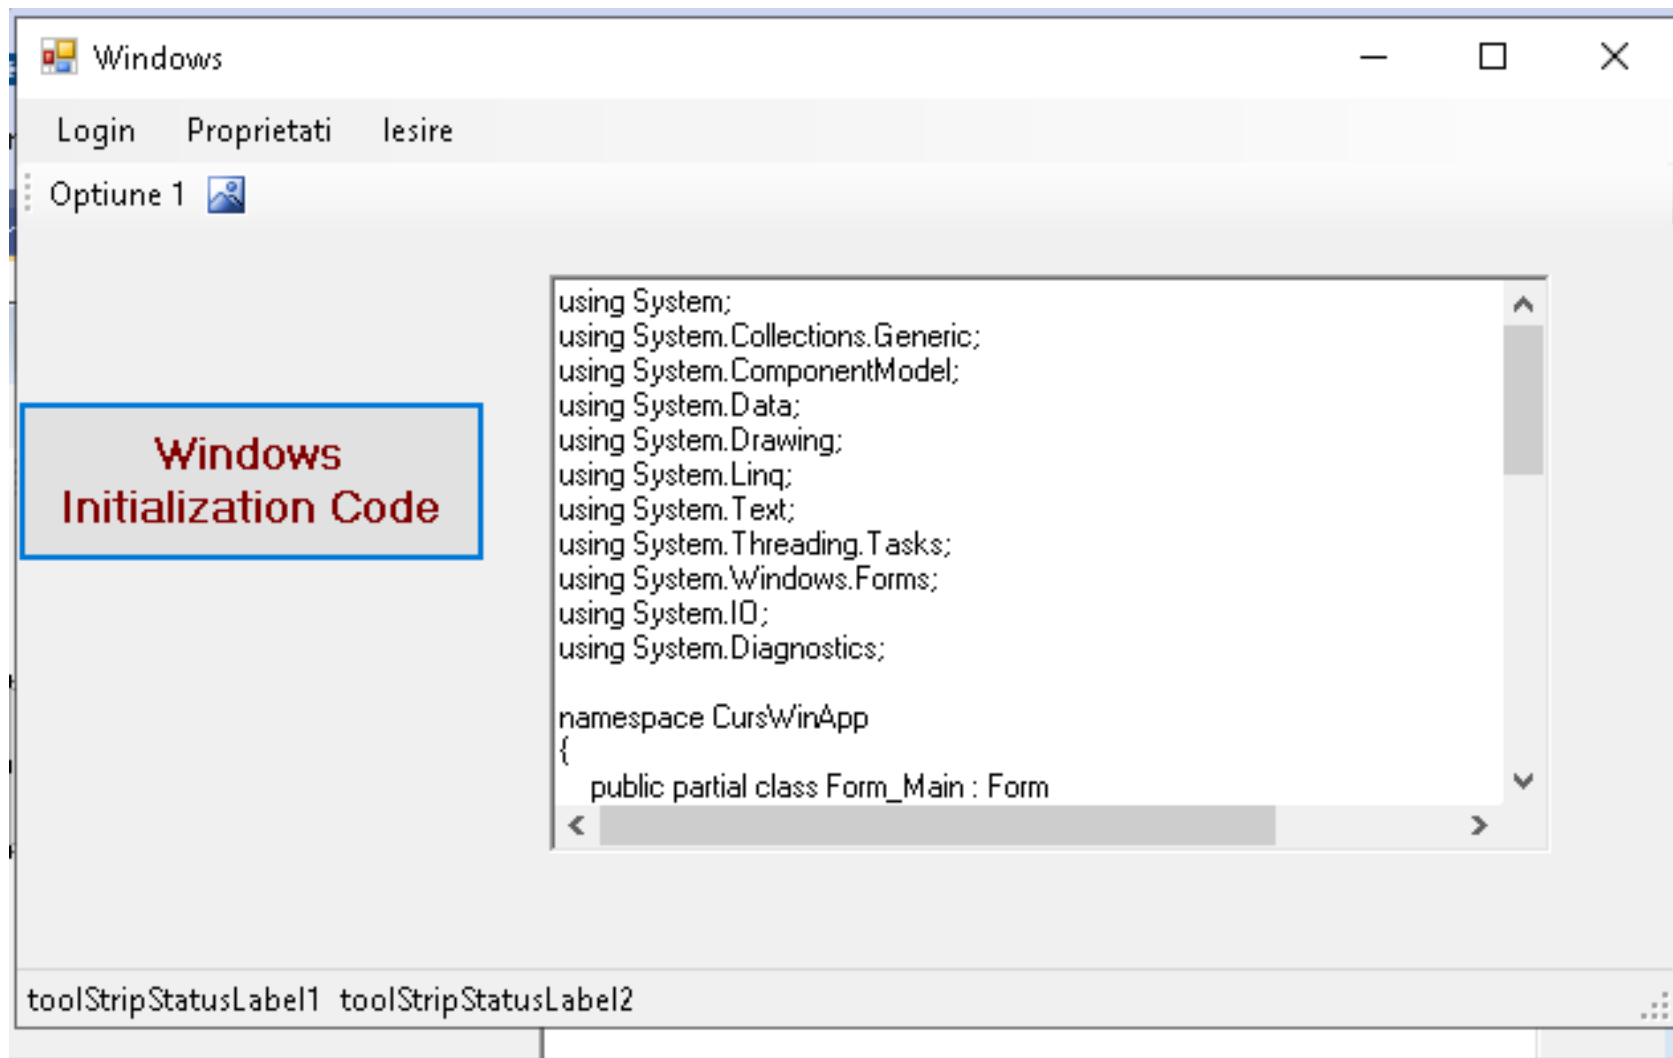 Windows
Login Proprietati Iesire
Optiune 1
Windows
Initialization Code
using System;
using System.Collections.Generic;
using System.ComponentModel;
using System.Data;
using System.Drawing;
using System.Linq;
using System.Text;
using System.Threading.Tasks;
using System.Windows.Forms;
using System.IO;
using System.Diagnostics;
namespace CursWinApp
{
public partial class Form_Main : Form
toolStripStatusLabel1 toolStripStatusLabel2